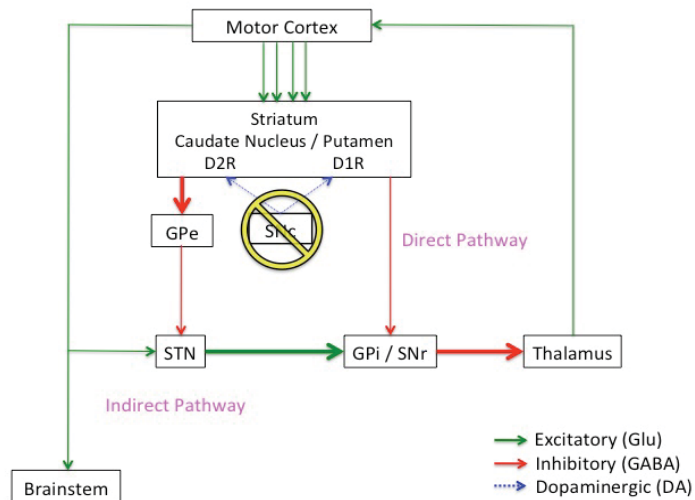 Motor Cortex
Striatum
Caudate Nucleus / Putamen
D2R D1R
GPe
SNc
Direct Pathway
STN
GPi / SNr
Thalamus
Indirect Pathway
Excitatory (Glu)
Inhibitory (GABA)
Dopaminergic (DA)
Brainstem